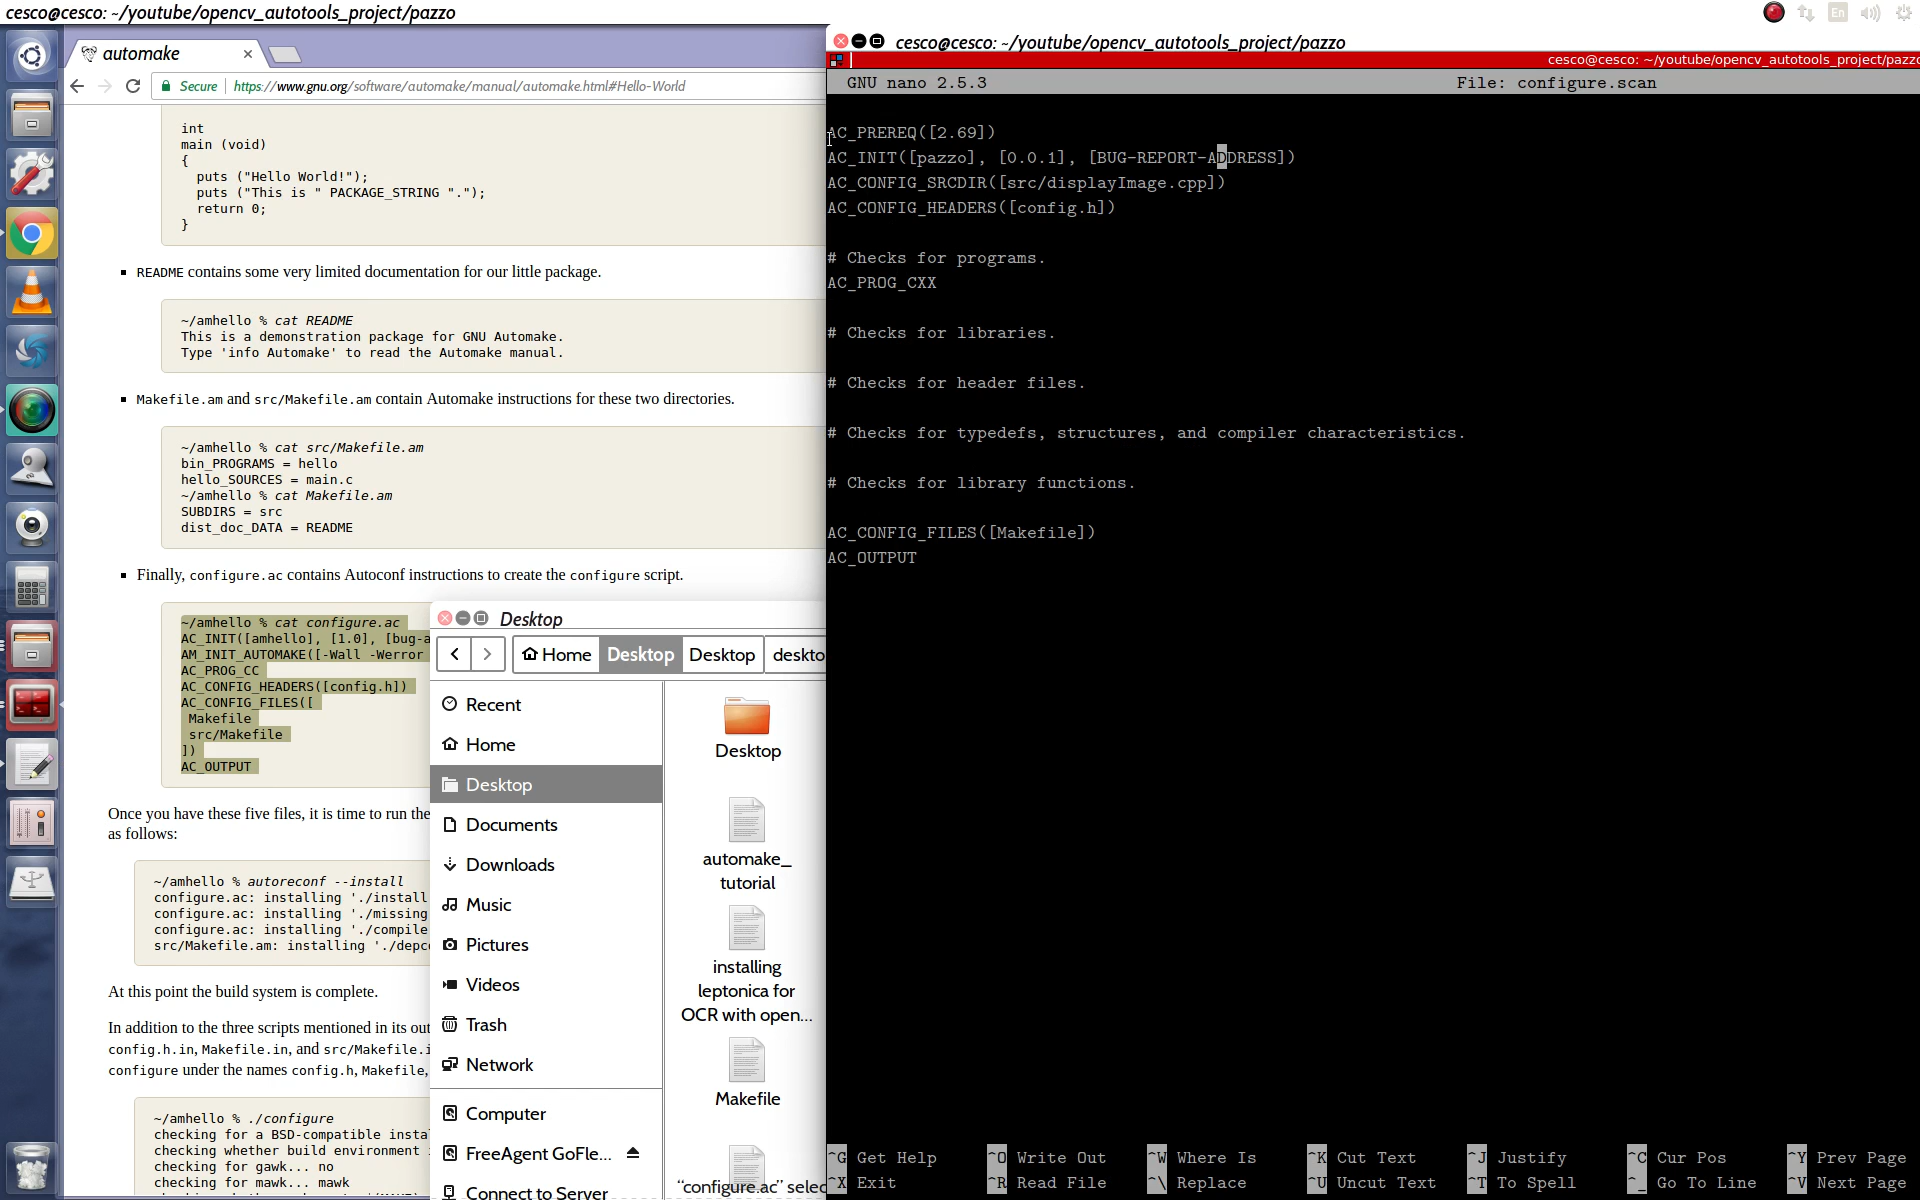 cesco@cesco: ~/youtube/opencv_autotools_project/pazzo
En
automake
Secure
https://www.gnu.org/software/automake/manual/automake.html#Hello-World
int
main (void)
{
puts ("Hello World!");
puts ("This is " PACKAGE_STRING ".");
return 0;
}
README contains some very limited documentation for our little package.
~/amhello % cat README
This is a demonstration package for GNU Automake.
Type 'info Automake' to read the Automake manual.
Makefile.am and src/Makefile.am contain Automake instructions for these two directories.
~/amhello % cat src/Makefile.am
bin_PROGRAMS = hello
hello_SOURCES = main.c
~/amhello % cat Makefile.am
SUBDIRS = src
dist_doc_DATA = README
Finally, configure.ac contains Autoconf instructions to create the configure script.
~/amhello % cat configure.ac
AC_INIT([amhello], [1.0], [bug-a
AM_INIT_AUTOMAKE([-Wall -Werror
AC_PROG_CC
AC_CONFIG_HEADERS([config.h])
AC_CONFIG_FILES([
Makefile
src/Makefile
])
AC_OUTPUT
Once you have these five files, it is time to run the
as follows:
~/amhello % autoreconf --install
configure.ac: installing './install
configure.ac: installing './missing
configure.ac: installing './compile
src/Makefile.am: installing './depc
At this point the build system is complete.
In addition to the three scripts mentioned in its out
config.h.in, Makefile.in, and src/Makefile.i
configure under the names config.h, Makefile,
~/amhello % ./configure
checking for a BSD-compatible insta
checking whether build environment
checking for gawk... no
checking for mawk... mawk
Desktop
Home
Desktop
Desktop
deskto
Recent
Home
Desktop
Documents
Downloads
Music
Pictures
Videos
Trash
Network
Computer
FreeAgent GoFle...
Connect to Server
Desktop
automake_
tutorial
installing
leptonica for
OCR with open...
Makefile
“configure.ac” selec
cesco@cesco: ~/youtube/opencv_autotools_project/pazzo
cesco@cesco: ~/youtube/opencv_autotools_project/pazzo
GNU nano 2.5.3
File: configure.scan
AC_PREREQ([2.69])
AC_INIT([pazzo], [0.0.1], [BUG-REPORT-ADDRESS])
AC_CONFIG_SRCDIR([src/displayImage.cpp])
AC_CONFIG_HEADERS([config.h])
# Checks for programs.
AC_PROG_CXX
# Checks for libraries.
# Checks for header files.
# Checks for typedefs, structures, and compiler characteristics.
# Checks for library functions.
AC_CONFIG_FILES([Makefile])
AC_OUTPUT
^G Get Help ^O Write Out ^W Where Is ^K Cut Text ^J Justify ^C Cur Pos ^Y Prev Page
^X Exit ^R Read File ^\ Replace ^U Uncut Text ^T To Spell ^_ Go To Line ^V Next Page